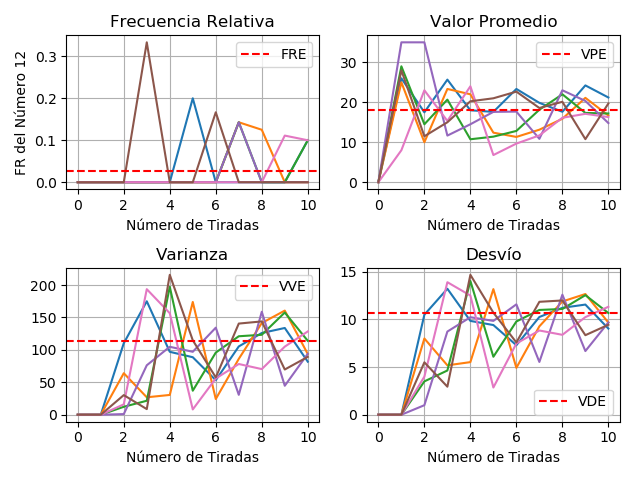 Frecuencia Relativa
FR del Número 12
0.3
0.2
0.1
0.0
FRE
0 2 4 6 8 10
Número de Tiradas
Valor Promedio
30
20
10
0
VPE
0 2 4 6 8 10
Número de Tiradas
Varianza
200
150
100
50
0
VVE
0 2 4 6 8 10
Número de Tiradas
Desvío
15
10
5
0
VDE
0 2 4 6 8 10
Número de Tiradas